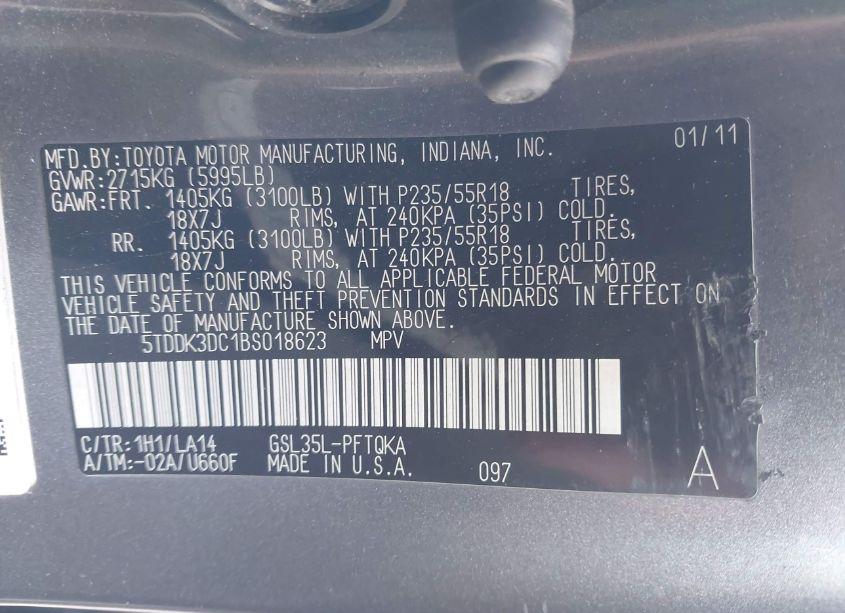 MFD.BY:TOYOTA MOTOR MANUFACTURING, INDIANA, INC. 01/11
GVWR:2715KG (5995LB)
GAWR:FRT. 1405KG (3100LB) WITH P235/55R18 TIRES,
18X7J RIMS, AT 240KPA (35PSI) COLD.
RR. 1405KG (3100LB) WITH P235/55R18 TIRES,
18X7J RIMS, AT 240KPA (35PSI) COLD.
THIS VEHICLE CONFORMS TO ALL APPLICABLE FEDERAL MOTOR
VEHICLE SAFETY AND THEFT PREVENTION STANDARDS IN EFFECT ON
THE DATE OF MANUFACTURE SHOWN ABOVE.
5TDDK3DC1BS018623 MPV
C/TR:1H1/LA14 GSL35L-PFTQKA
A/TM:-02A/U660F MADE IN U.S.A. 097 A